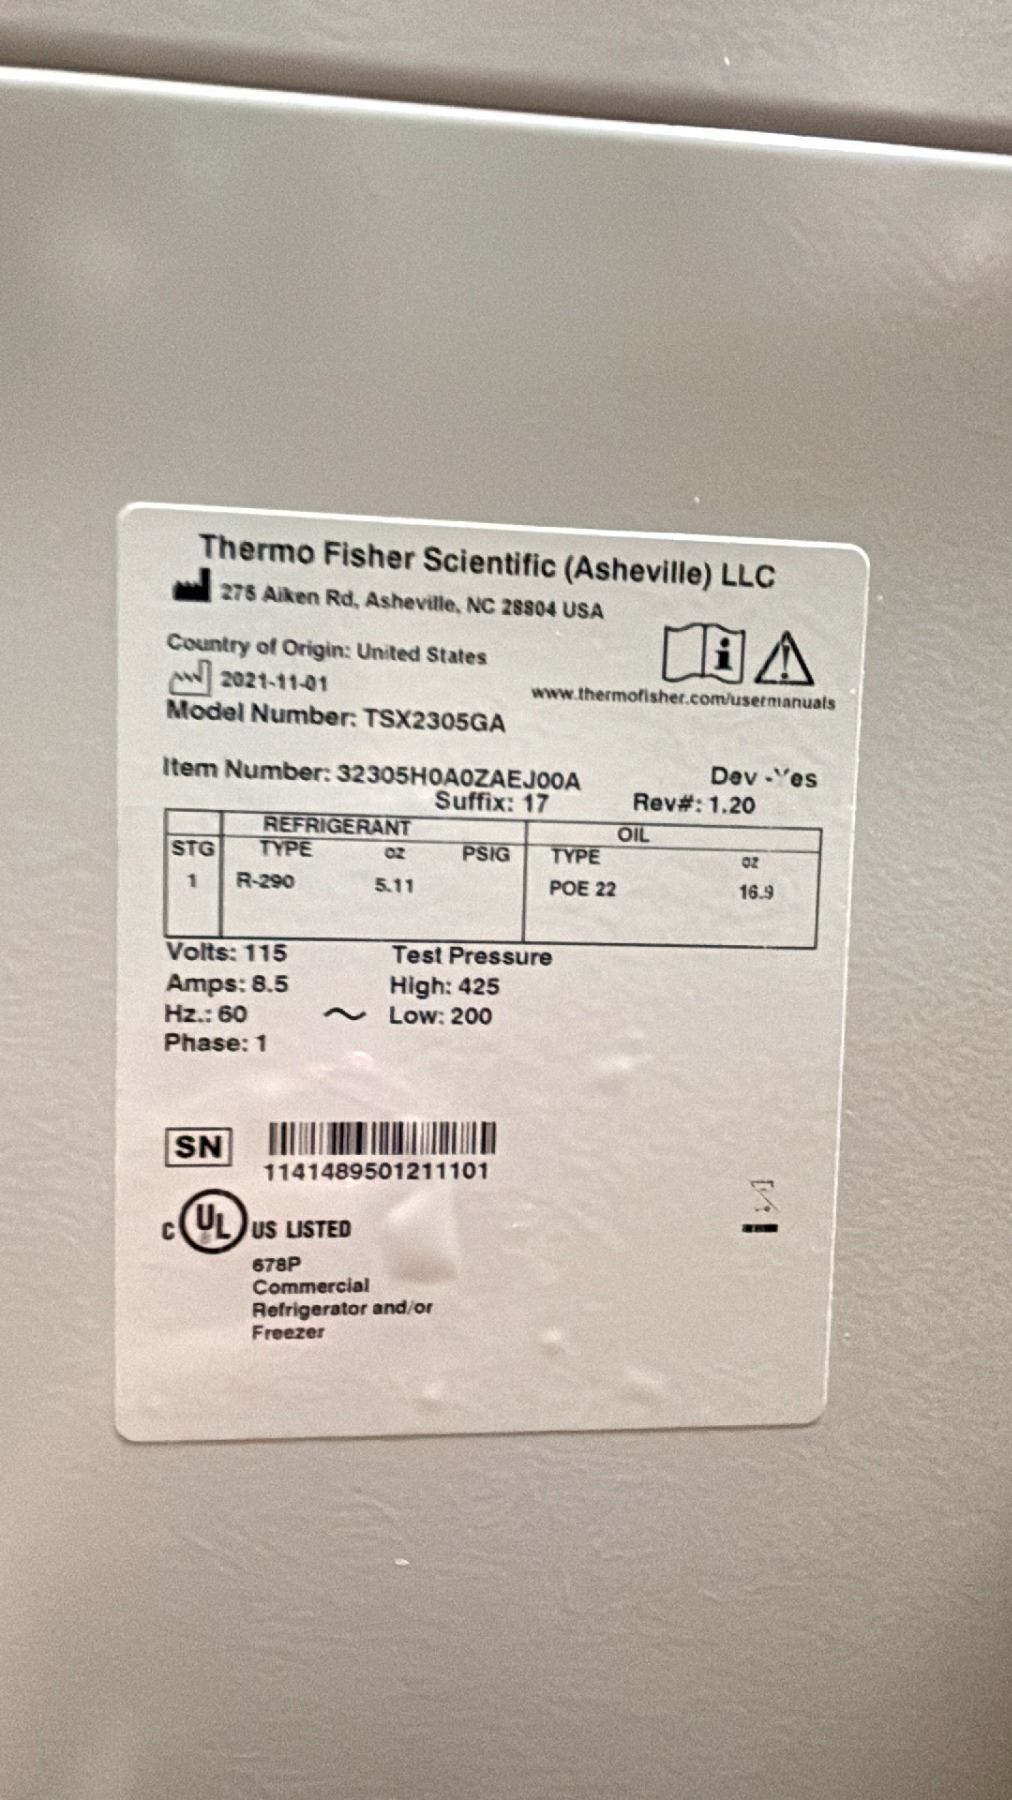 Thermo Fisher Scientific (Asheville) LLC
275 Aiken Rd, Asheville, NC 28804 USA
Country of Origin: United States
2021-11-01
www.thermofisher.com/usermanuals
Model Number: TSX2305GA
Item Number: 32305H0A0ZAEJ00A Dev -Yes
Suffix: 17 Rev#: 1.20
REFRIGERANT OIL
STG TYPE oz PSIG TYPE oz
1 R-290 5.11 POE 22 16.9
Volts: 115 Test Pressure
Amps: 8.5 High: 425
Hz.: 60 ~ Low: 200
Phase: 1
SN
1141489501211101
C UL US LISTED
678P
Commercial
Refrigerator and/or
Freezer